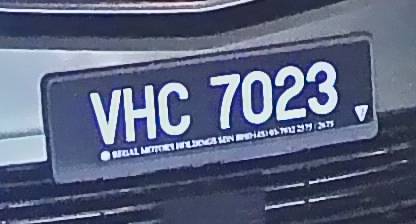 VHC 7023
REGAL MOTORS HOLDINGS SDN BHD